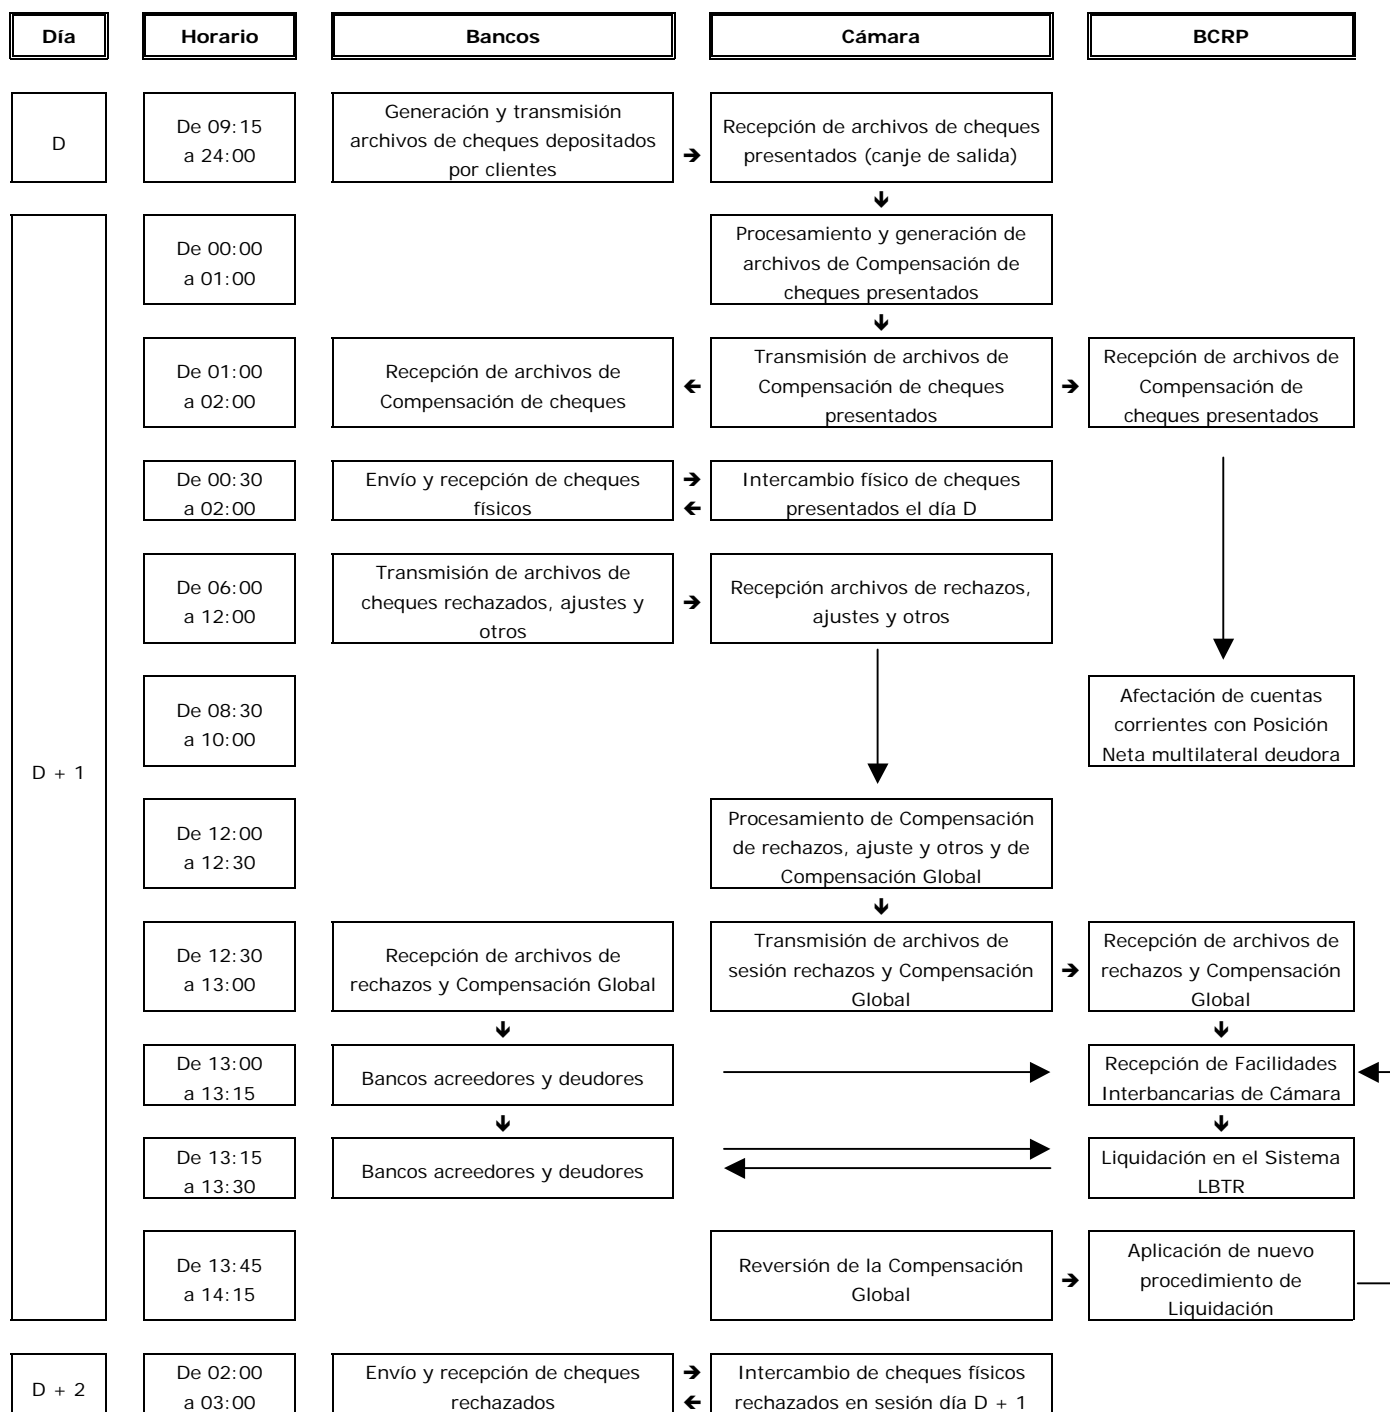 Día
Horario
Bancos
Cámara
BCRP
D
De 09:15
a 24:00
Generación y transmisión
archivos de cheques depositados
por clientes
Recepción de archivos de cheques
presentados (canje de salida)
D + 1
De 00:00
a 01:00
Procesamiento y generación de
archivos de Compensación de
cheques presentados
De 01:00
a 02:00
Recepción de archivos de
Compensación de cheques
Transmisión de archivos de
Compensación de cheques
presentados
Recepción de archivos de
Compensación de
cheques presentados
De 00:30
a 02:00
Envío y recepción de cheques
físicos
Intercambio físico de cheques
presentados el día D
De 06:00
a 12:00
Transmisión de archivos de
cheques rechazados, ajustes y
otros
Recepción archivos de rechazos,
ajustes y otros
De 08:30
a 10:00
Afectación de cuentas
corrientes con Posición
Neta multilateral deudora
De 12:00
a 12:30
Procesamiento de Compensación
de rechazos, ajuste y otros y de
Compensación Global
De 12:30
a 13:00
Recepción de archivos de
rechazos y Compensación Global
Transmisión de archivos de
sesión rechazos y Compensación
Global
Recepción de archivos de
rechazos y Compensación
Global
De 13:00
a 13:15
Bancos acreedores y deudores
Recepción de Facilidades
Interbancarias de Cámara
De 13:15
a 13:30
Bancos acreedores y deudores
Liquidación en el Sistema
LBTR
De 13:45
a 14:15
Reversión de la Compensación
Global
Aplicación de nuevo
procedimiento de
Liquidación
D + 2
De 02:00
a 03:00
Envío y recepción de cheques
rechazados
Intercambio de cheques físicos
rechazados en sesión día D + 1